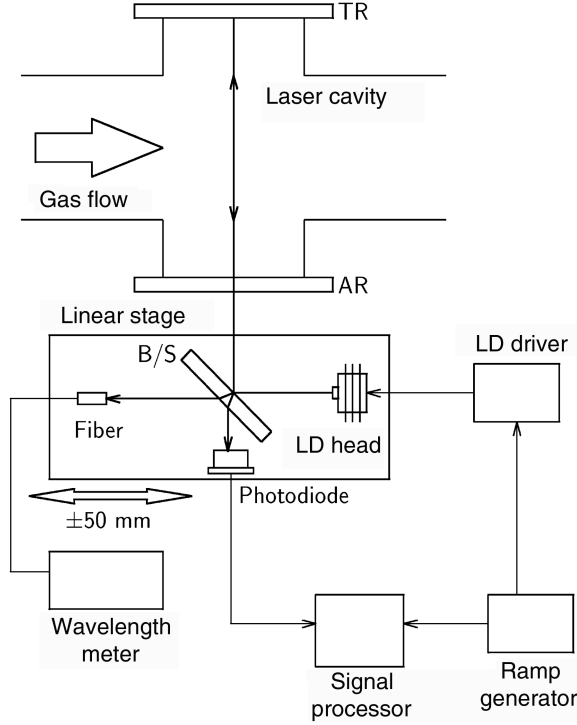 TR
Laser cavity
Gas flow
AR
Linear stage
B/S
LD driver
Fiber
LD head
Photodiode
±50 mm
Wavelength
meter
Signal
processor
Ramp
generator